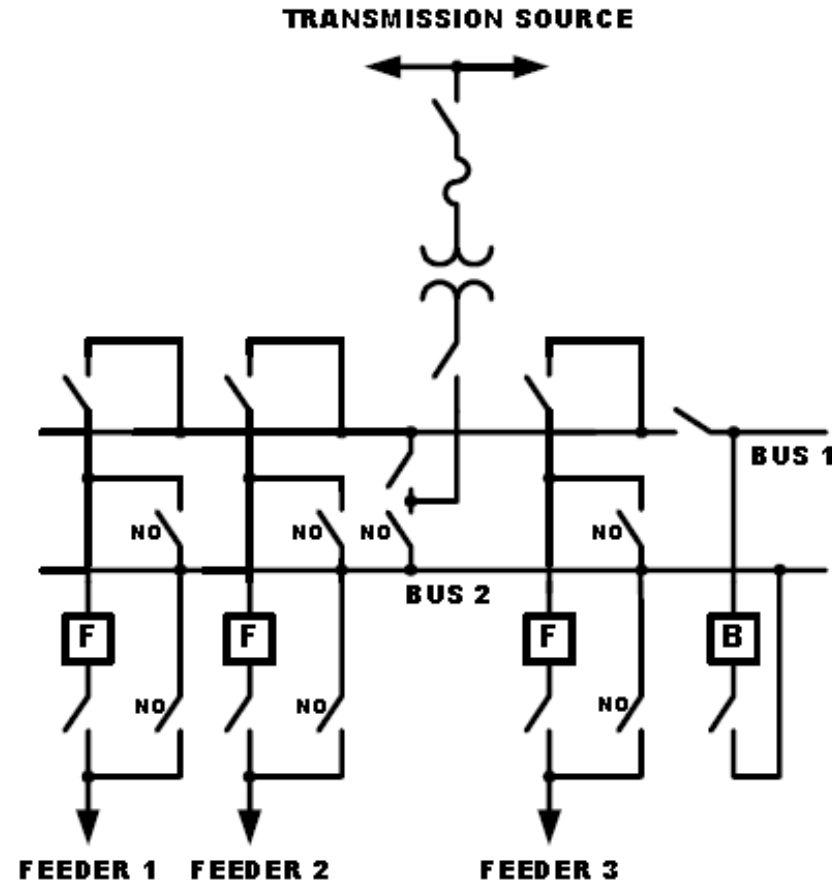 TRANSMISSION SOURCE
BUS 1
NO
NO
NO
NO
BUS 2
F
F
F
B
NO
NO
NO
FEEDER 1
FEEDER 2
FEEDER 3